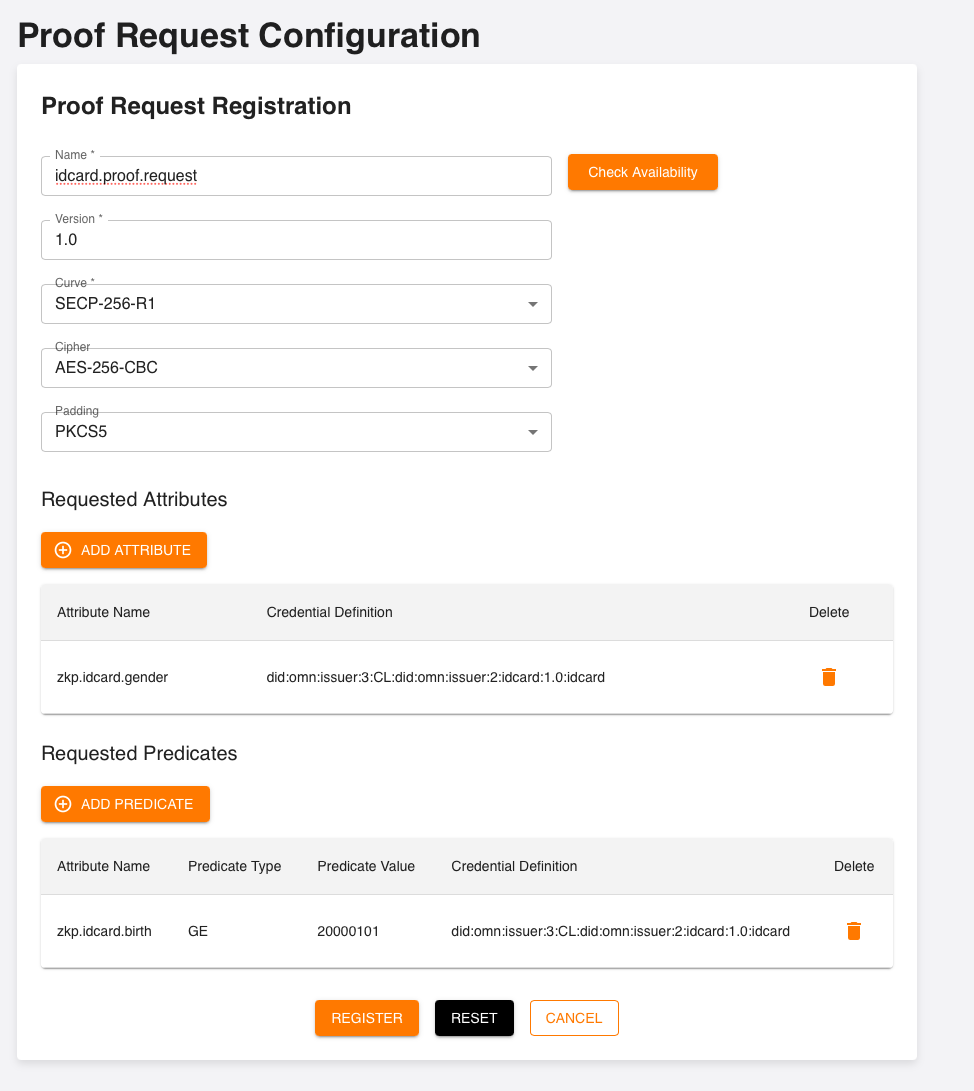 Proof Request Configuration
Proof Request Registration
Name *
idcard.proof.request
Check Availability
Version *
1.0
Curve *
SECP-256-R1
Cipher
AES-256-CBC
Padding
PKCS5
Requested Attributes
ADD ATTRIBUTE
Attribute Name Credential Definition Delete
zkp.idcard.gender did:omn:issuer:3:CL:did:omn:issuer:2:idcard:1.0:idcard
Requested Predicates
ADD PREDICATE
Attribute Name Predicate Type Predicate Value Credential Definition Delete
zkp.idcard.birth GE 20000101 did:omn:issuer:3:CL:did:omn:issuer:2:idcard:1.0:idcard
REGISTER RESET CANCEL